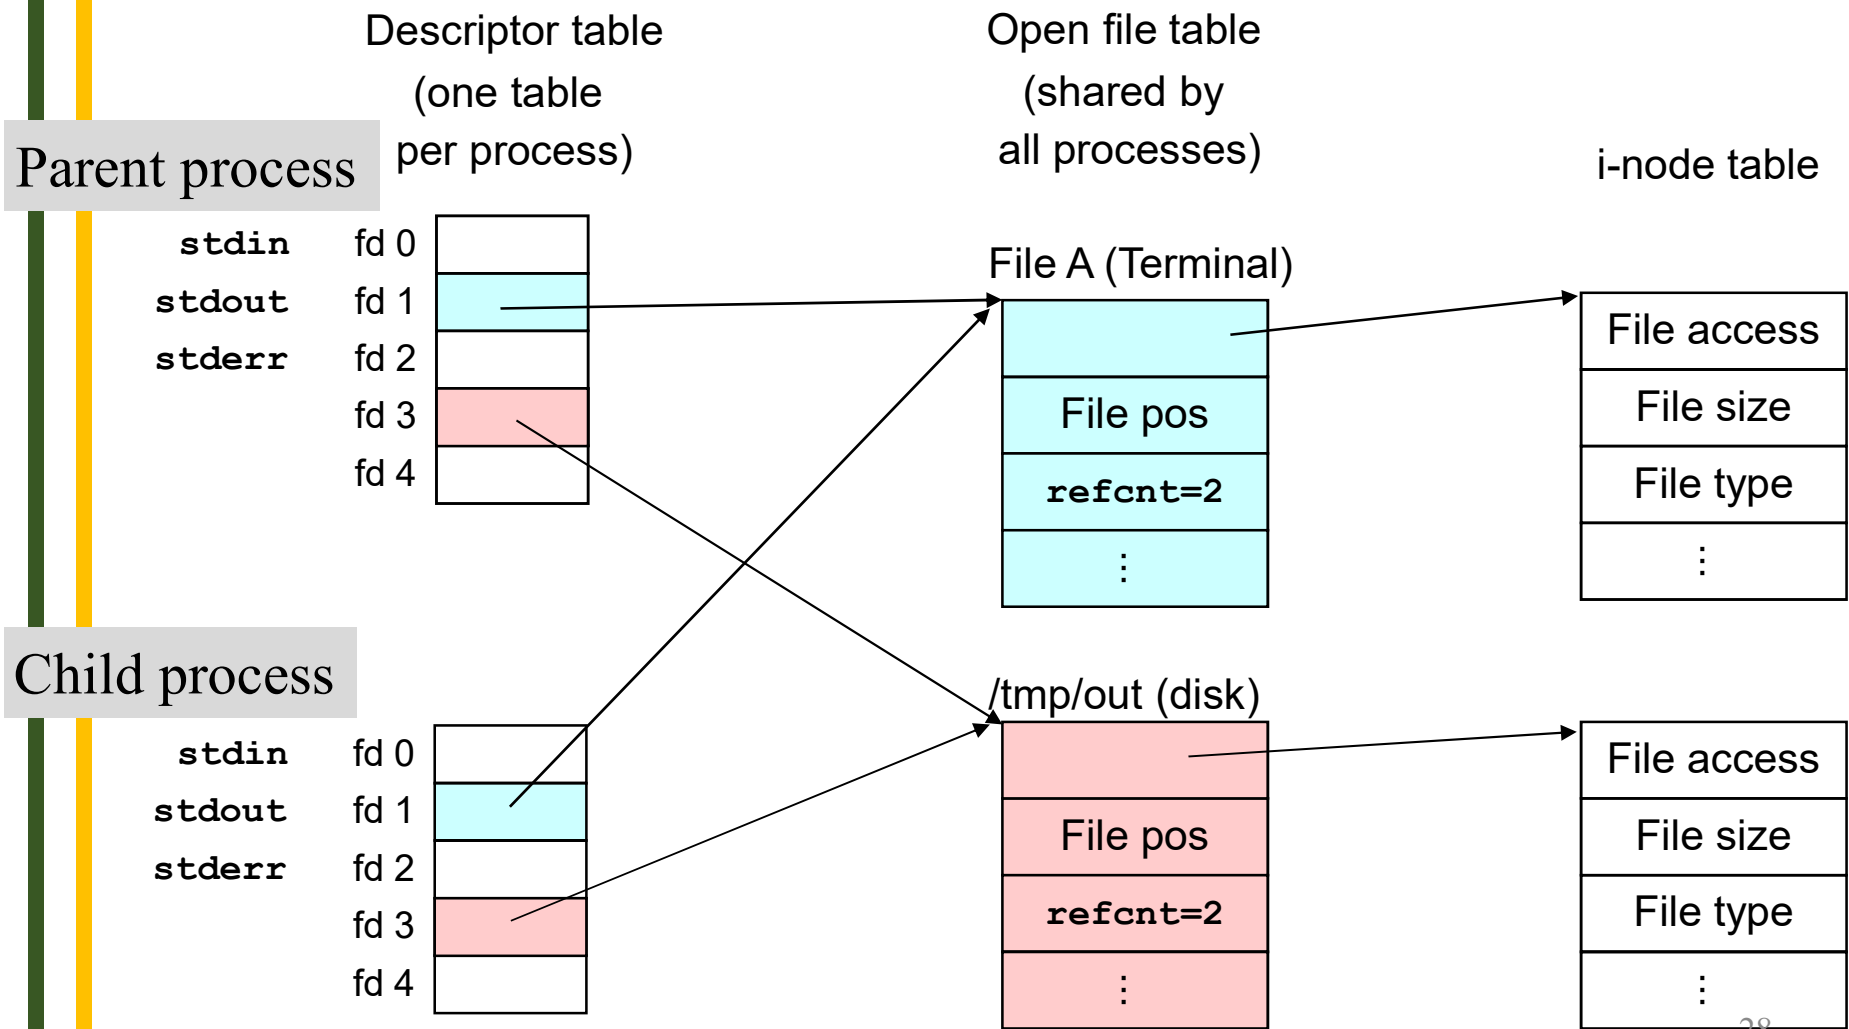 Descriptor table
(one table
per process)
Open file table
(shared by
all processes)
i-node table
Parent process
stdin fd 0
stdout fd 1
stderr fd 2
fd 3
fd 4
File A (Terminal)
File pos
refcnt=2
⋮
File access
File size
File type
⋮
Child process
stdin fd 0
stdout fd 1
stderr fd 2
fd 3
fd 4
/tmp/out (disk)
File pos
refcnt=2
⋮
File access
File size
File type
⋮
28